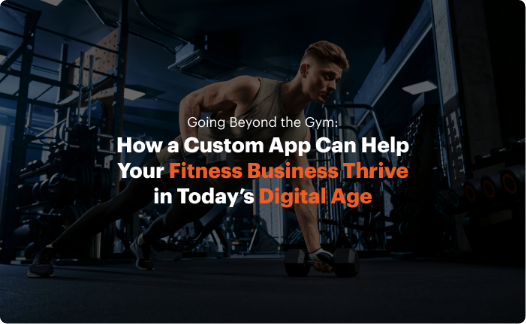 Going Beyond the Gym:
How a Custom App Can Help
Your Fitness Business Thrive
in Today's Digital Age